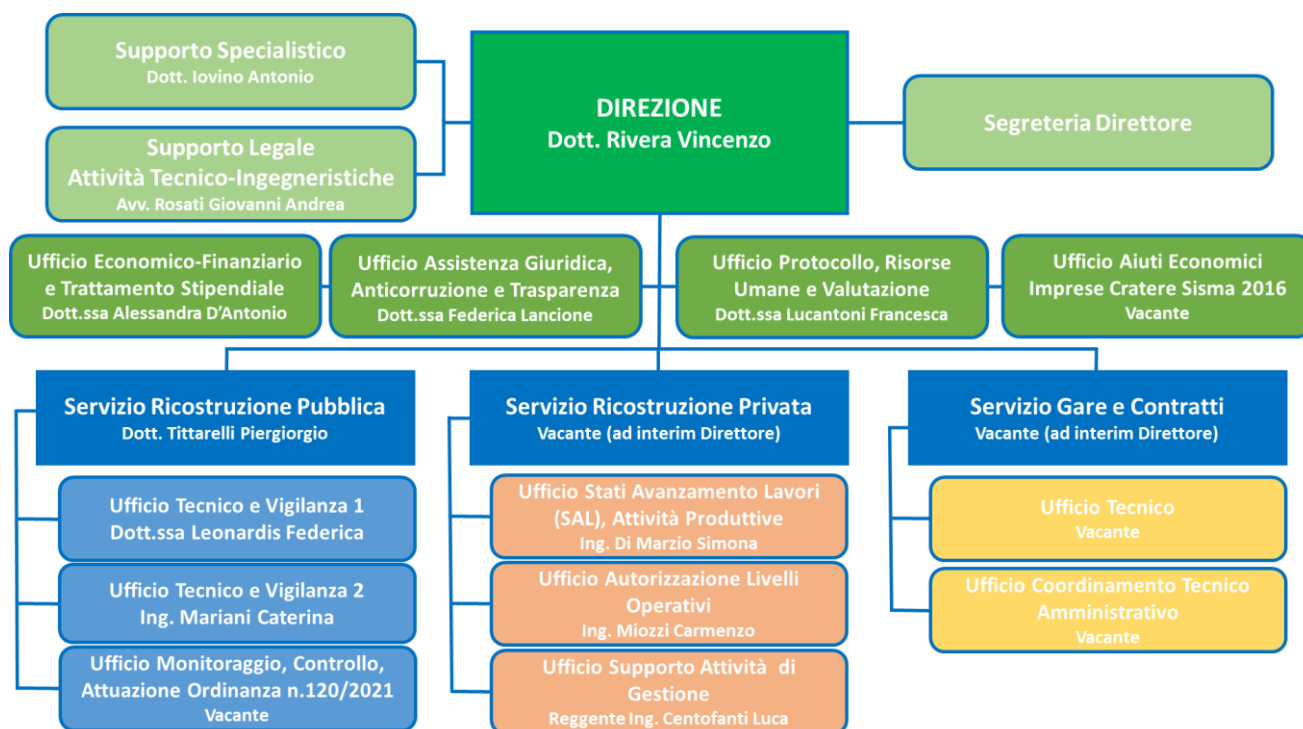 Supporto Specialistico
Dott. Iovino Antonio
Supporto Legale
Attività Tecnico-Ingegneristiche
Avv. Rosati Giovanni Andrea
DIREZIONE
Dott. Rivera Vincenzo
Segreteria Direttore
Ufficio Economico-Finanziario
e Trattamento Stipendiale
Dott.ssa Alessandra D’Antonio
Ufficio Assistenza Giuridica,
Anticorruzione e Trasparenza
Dott.ssa Federica Lancione
Ufficio Protocollo, Risorse
Umane e Valutazione
Dott.ssa Lucantoni Francesca
Ufficio Aiuti Economici
Imprese Cratere Sisma 2016
Vacante
Servizio Ricostruzione Pubblica
Dott. Tittarelli Piergiorgio
Ufficio Tecnico e Vigilanza 1
Dott.ssa Leonardis Federica
Ufficio Tecnico e Vigilanza 2
Ing. Mariani Caterina
Ufficio Monitoraggio, Controllo,
Attuazione Ordinanza n.120/2021
Vacante
Servizio Ricostruzione Privata
Vacante (ad interim Direttore)
Ufficio Stati Avanzamento Lavori
(SAL), Attività Produttive
Ing. Di Marzio Simona
Ufficio Autorizzazione Livelli
Operativi
Ing. Miozzi Carmenzo
Ufficio Supporto Attività di
Gestione
Reggente Ing. Centofanti Luca
Servizio Gare e Contratti
Vacante (ad interim Direttore)
Ufficio Tecnico
Vacante
Ufficio Coordinamento Tecnico
Amministrativo
Vacante